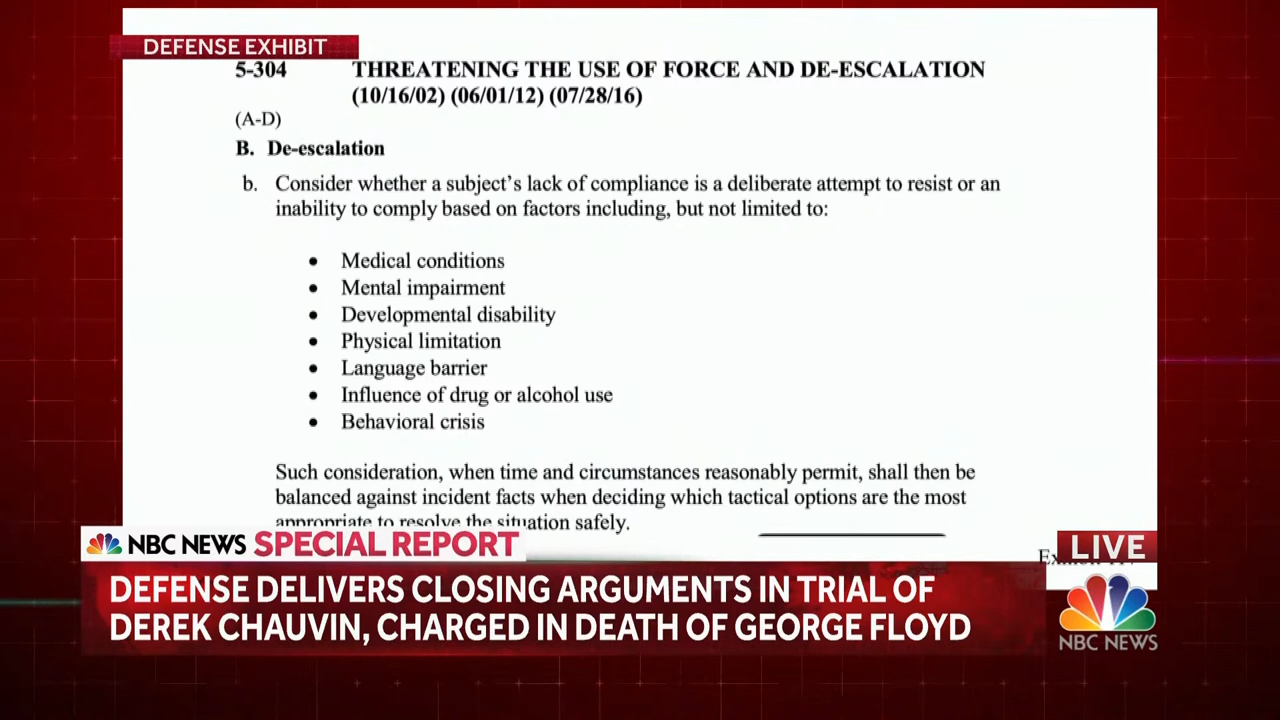 DEFENSE EXHIBIT
5-304 THREATENING THE USE OF FORCE AND DE-ESCALATION
(10/16/02) (06/01/12) (07/28/16)
(A-D)
B. De-escalation
b. Consider whether a subject’s lack of compliance is a deliberate attempt to resist or an
inability to comply based on factors including, but not limited to:
• Medical conditions
• Mental impairment
• Developmental disability
• Physical limitation
• Language barrier
• Influence of drug or alcohol use
• Behavioral crisis
Such consideration, when time and circumstances reasonably permit, shall then be
balanced against incident facts when deciding which tactical options are the most
appropriate to resolve the situation safely.
NBC NEWS SPECIAL REPORT
LIVE
DEFENSE DELIVERS CLOSING ARGUMENTS IN TRIAL OF
DEREK CHAUVIN, CHARGED IN DEATH OF GEORGE FLOYD
NBC NEWS